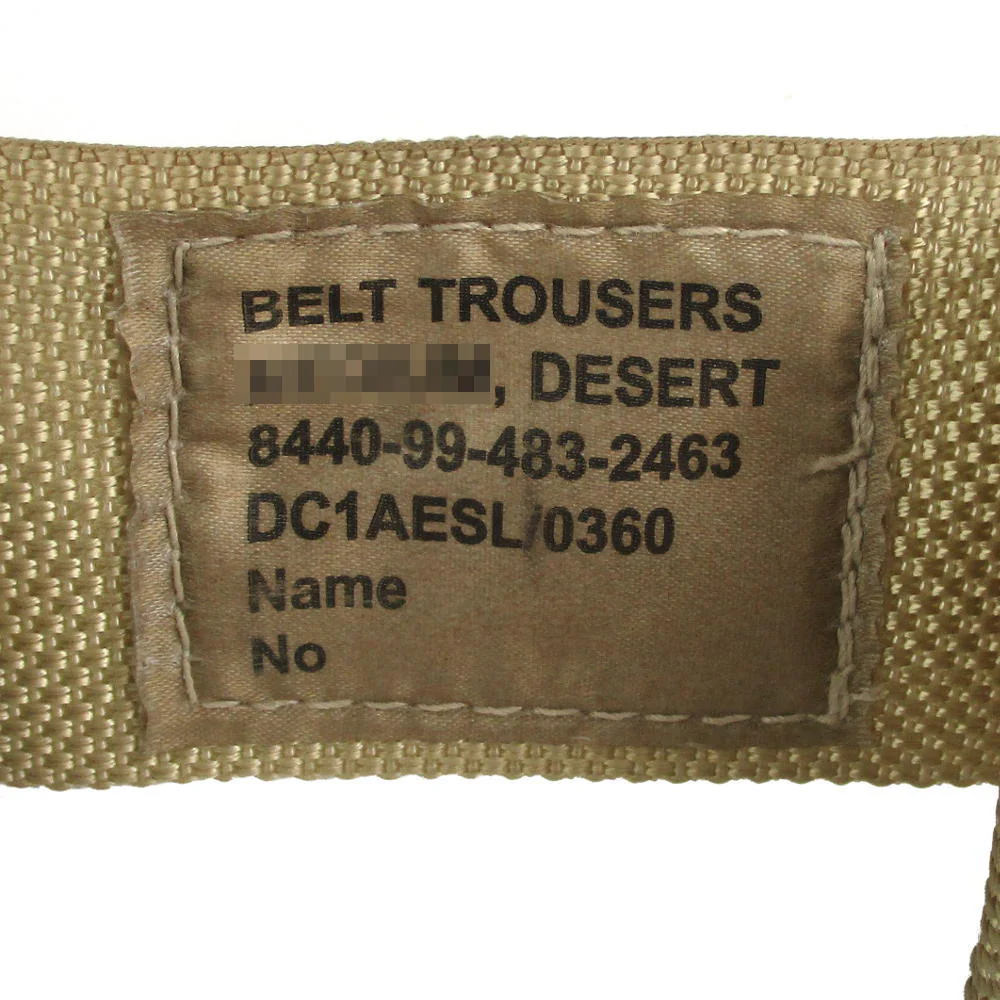 BELT TROUSERS
, DESERT
8440-99-483-2463
DC1AESL/0360
Name
No